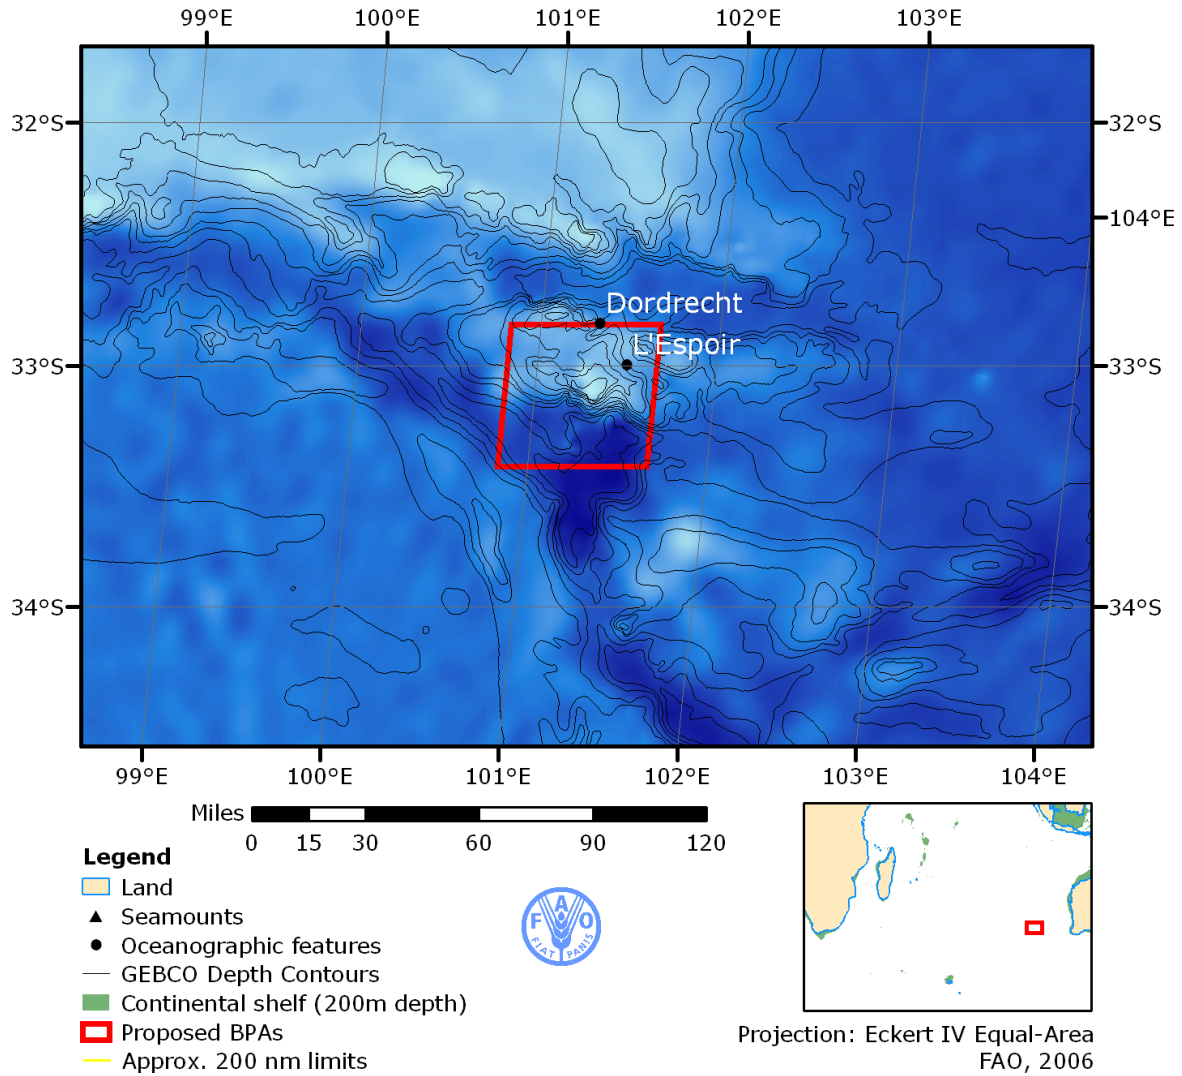 99°E 100°E 101°E 102°E 103°E
32°S 32°S
104°E
Dordrecht
L'Espoir
33°S 33°S
34°S 34°S
99°E 100°E 101°E 102°E 103°E 104°E
Miles
0 15 30 60 90 120
Legend
Land
Seamounts
Oceanographic features
GEBCO Depth Contours
Continental shelf (200m depth)
Proposed BPAs
Approx. 200 nm limits
F A O
FIAT PANIS
Projection: Eckert IV Equal-Area
FAO, 2006